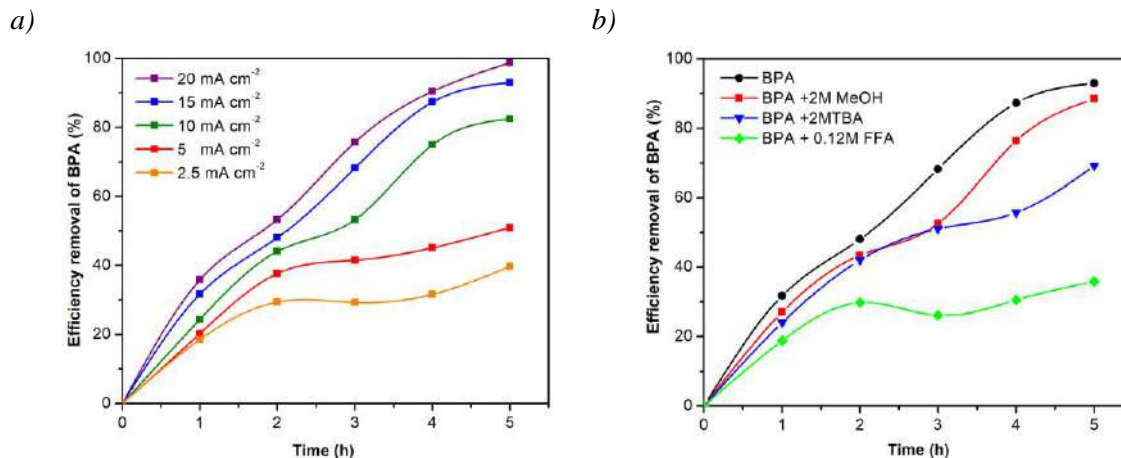 a)
b)
100
80
60
40
20
0
Efficiency removal of BPA (%)
20 mA cm⁻²
15 mA cm⁻²
10 mA cm⁻²
5 mA cm⁻²
2.5 mA cm⁻²
0 1 2 3 4 5
Time (h)
100
80
60
40
20
0
Efficiency removal of BPA (%)
BPA
BPA +2M MeOH
BPA +2MTBA
BPA + 0.12M FFA
0 1 2 3 4 5
Time (h)